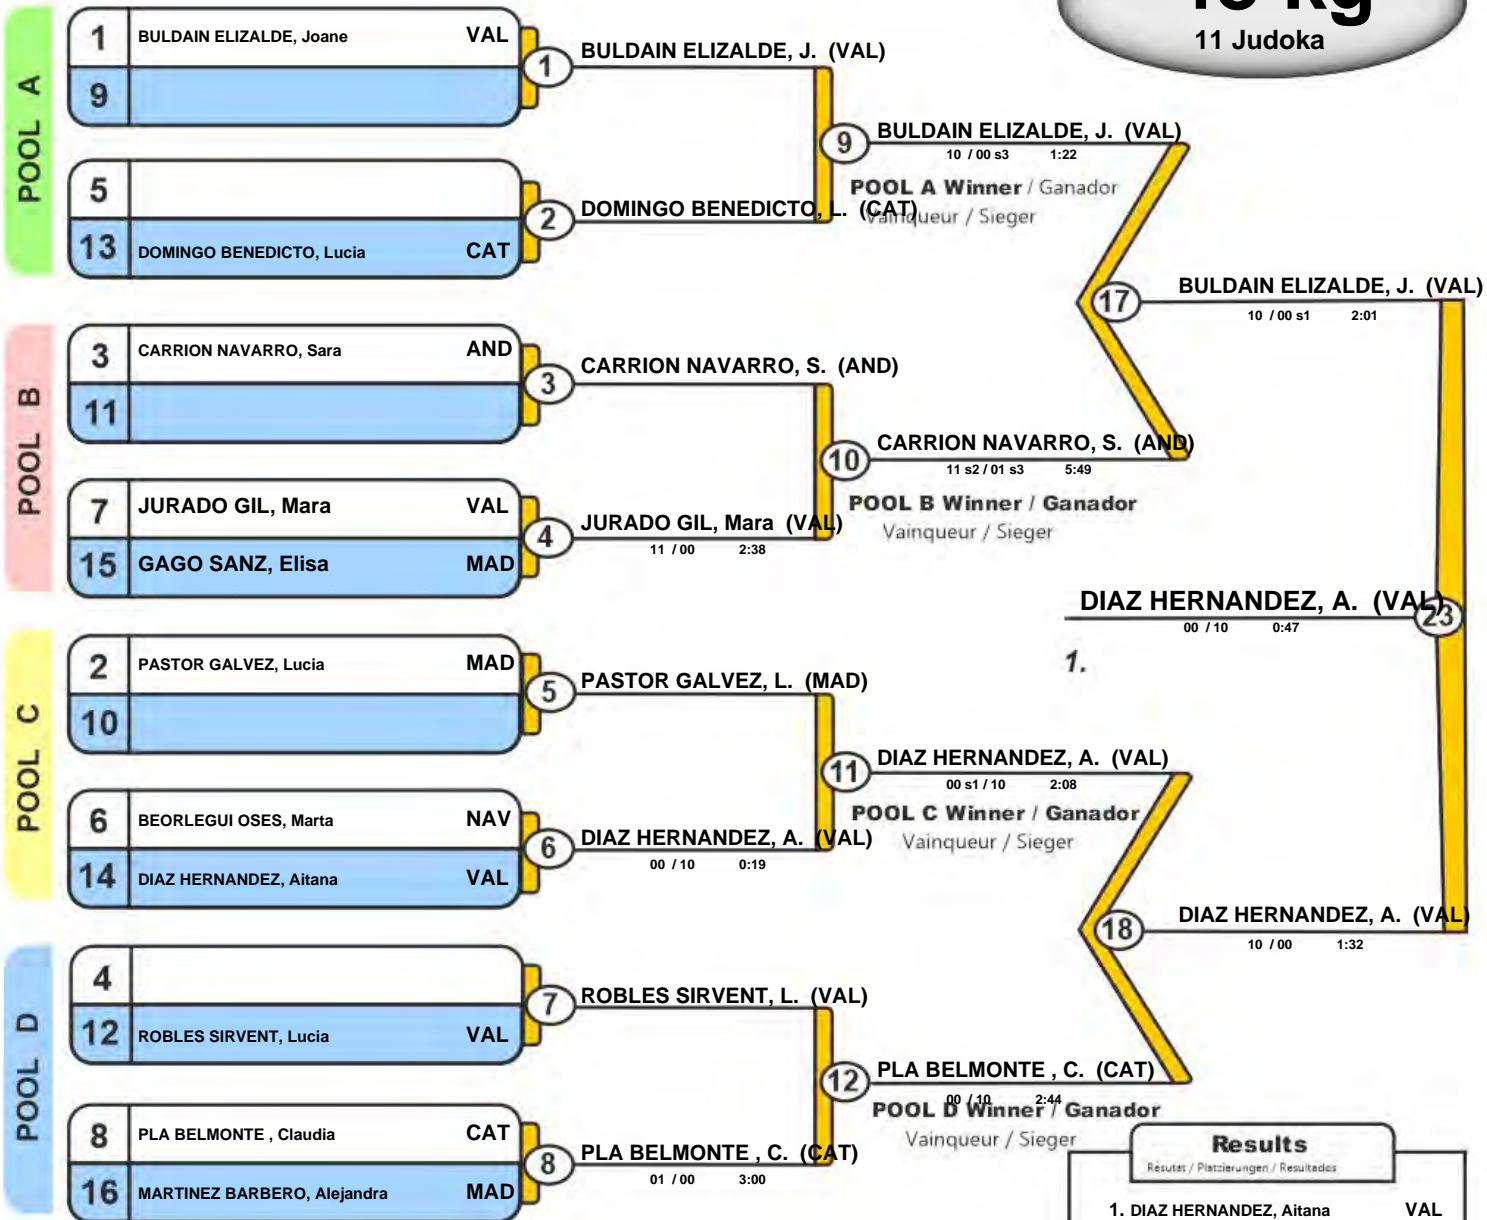 kg
11 Judoka
POOL A
1 BULDAIN ELIZALDE, Joane VAL
9
1
BULDAIN ELIZALDE, J. (VAL)
5
13 DOMINGO BENEDICTO, Lucia CAT
2
DOMINGO BENEDICTO, L. (CAT)
9
BULDAIN ELIZALDE, J. (VAL)
10 / 00 s3 1:22
POOL A Winner / Ganador
Vainqueur / Sieger
POOL B
3 CARRION NAVARRO, Sara AND
11
3
CARRION NAVARRO, S. (AND)
7 JURADO GIL, Mara VAL
15 GAGO SANZ, Elisa MAD
4
JURADO GIL, Mara (VAL)
11 / 00 2:38
10
CARRION NAVARRO, S. (AND)
11 s2 / 01 s3 5:49
POOL B Winner / Ganador
Vainqueur / Sieger
17
BULDAIN ELIZALDE, J. (VAL)
10 / 00 s1 2:01
DIAZ HERNANDEZ, A. (VAL)
23
00 / 10 0:47
1.
POOL C
2 PASTOR GALVEZ, Lucia MAD
10
5
PASTOR GALVEZ, L. (MAD)
6 BEORLEGUI OSES, Marta NAV
14 DIAZ HERNANDEZ, Aitana VAL
6
DIAZ HERNANDEZ, A. (VAL)
00 / 10 0:19
11
DIAZ HERNANDEZ, A. (VAL)
00 s1 / 10 2:08
POOL C Winner / Ganador
Vainqueur / Sieger
18
DIAZ HERNANDEZ, A. (VAL)
10 / 00 1:32
POOL D
4
12 ROBLES SIRVENT, Lucia VAL
7
ROBLES SIRVENT, L. (VAL)
8 PLA BELMONTE , Claudia CAT
16 MARTINEZ BARBERO, Alejandra MAD
8
PLA BELMONTE , C. (CAT)
01 / 00 3:00
12
PLA BELMONTE , C. (CAT)
00 / 10 2:44
POOL D Winner / Ganador
Vainqueur / Sieger
Results
Résutat / Platzierungen / Resultados
1. DIAZ HERNANDEZ, Aitana VAL